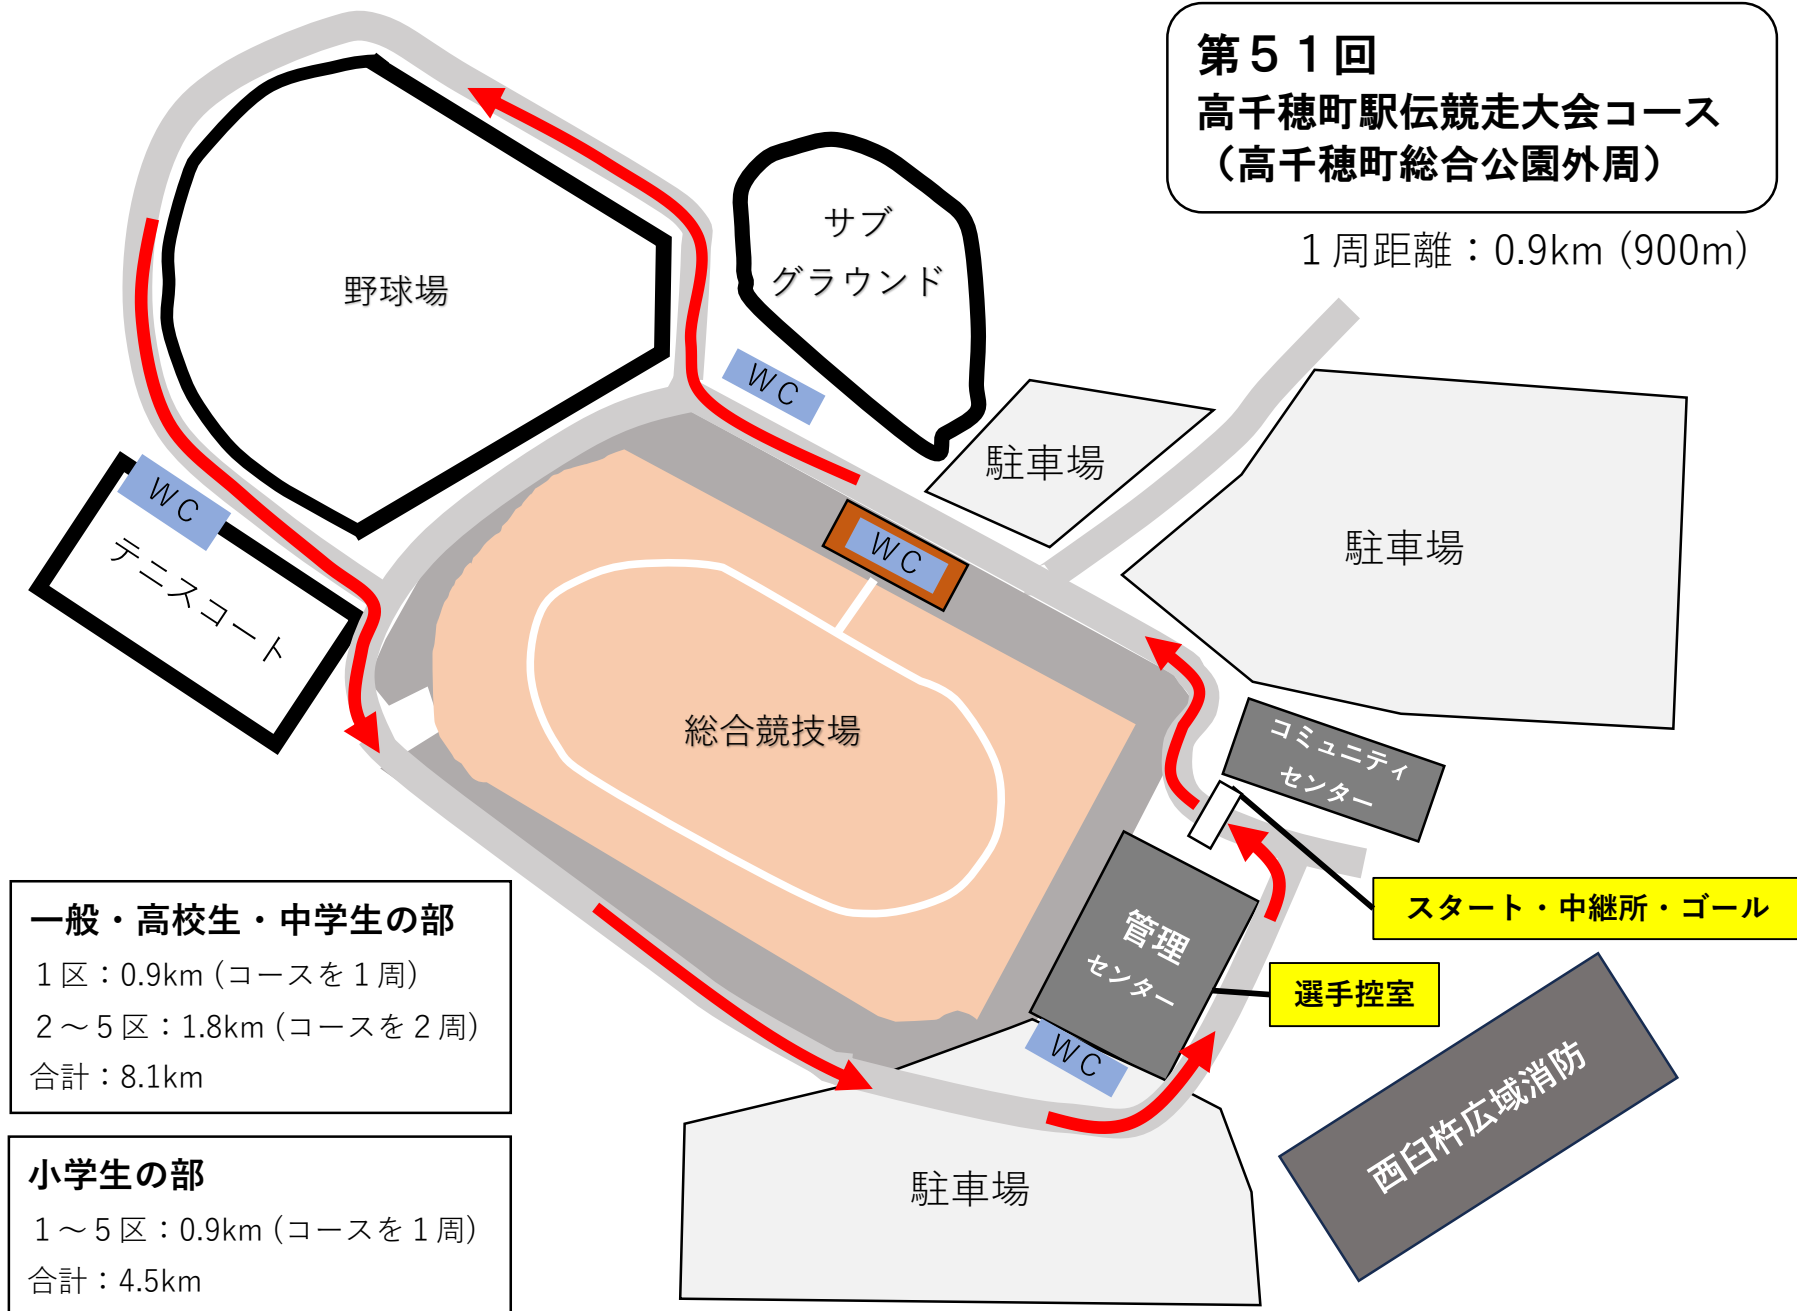 第５１回
高千穂町駅伝競走大会コース
（高千穂町総合公園外周）
１周距離：0.9km (900m)
サブ
グラウンド
野球場
ＷＣ
駐車場
ＷＣ
ＷＣ
駐車場
テニスコート
総合競技場
コミュニティ
センター
スタート・中継所・ゴール
管理
センター
選手控室
ＷＣ
西臼杵広域消防
駐車場
一般・高校生・中学生の部
１区：0.9km (コースを１周)
２～５区：1.8km (コースを２周)
合計：8.1km
小学生の部
１～５区：0.9km (コースを１周)
合計：4.5km